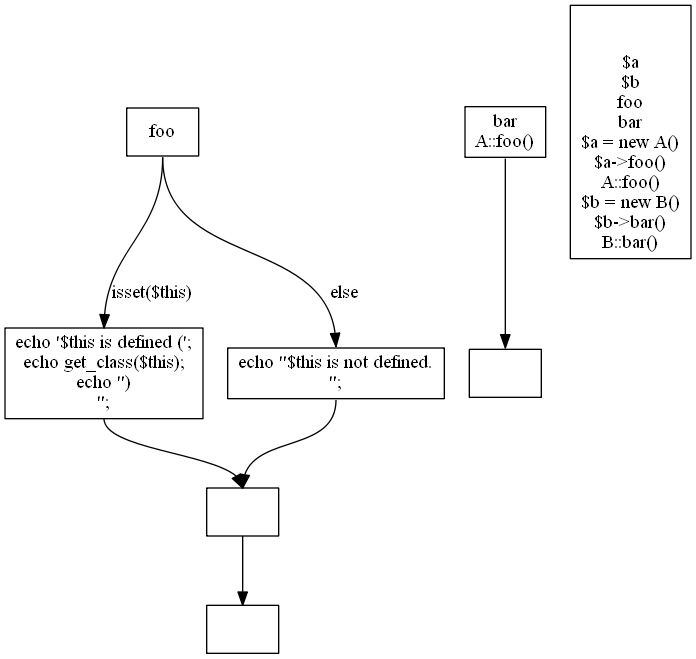 foo
isset($this)
else
echo '$this is defined (';
echo get_class($this);
echo ")
";
echo "$this is not defined.
";
bar
A::foo()
$a
$b
foo
bar
$a = new A()
$a->foo()
A::foo()
$b = new B()
$b->bar()
B::bar()